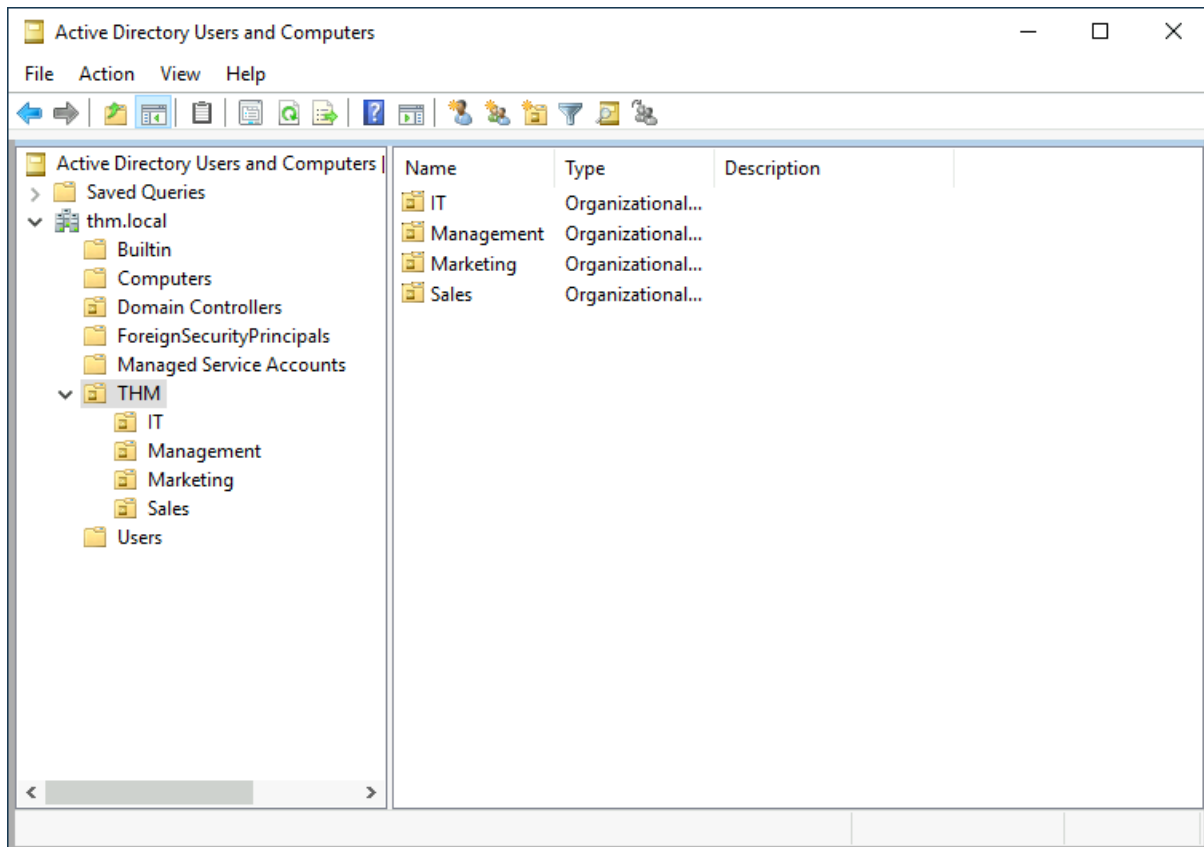 Active Directory Users and Computers
File Action View Help
Active Directory Users and Computers
Saved Queries
thm.local
Builtin
Computers
Domain Controllers
ForeignSecurityPrincipals
Managed Service Accounts
THM
IT
Management
Marketing
Sales
Users
Name Type Description
IT Organizational...
Management Organizational...
Marketing Organizational...
Sales Organizational...